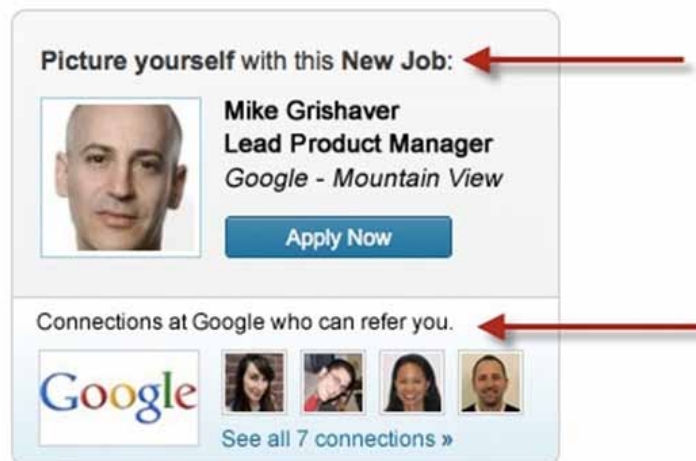 Picture yourself with this New Job:
Mike Grishaver
Lead Product Manager
Google - Mountain View
Apply Now
Connections at Google who can refer you.
Google
See all 7 connections »